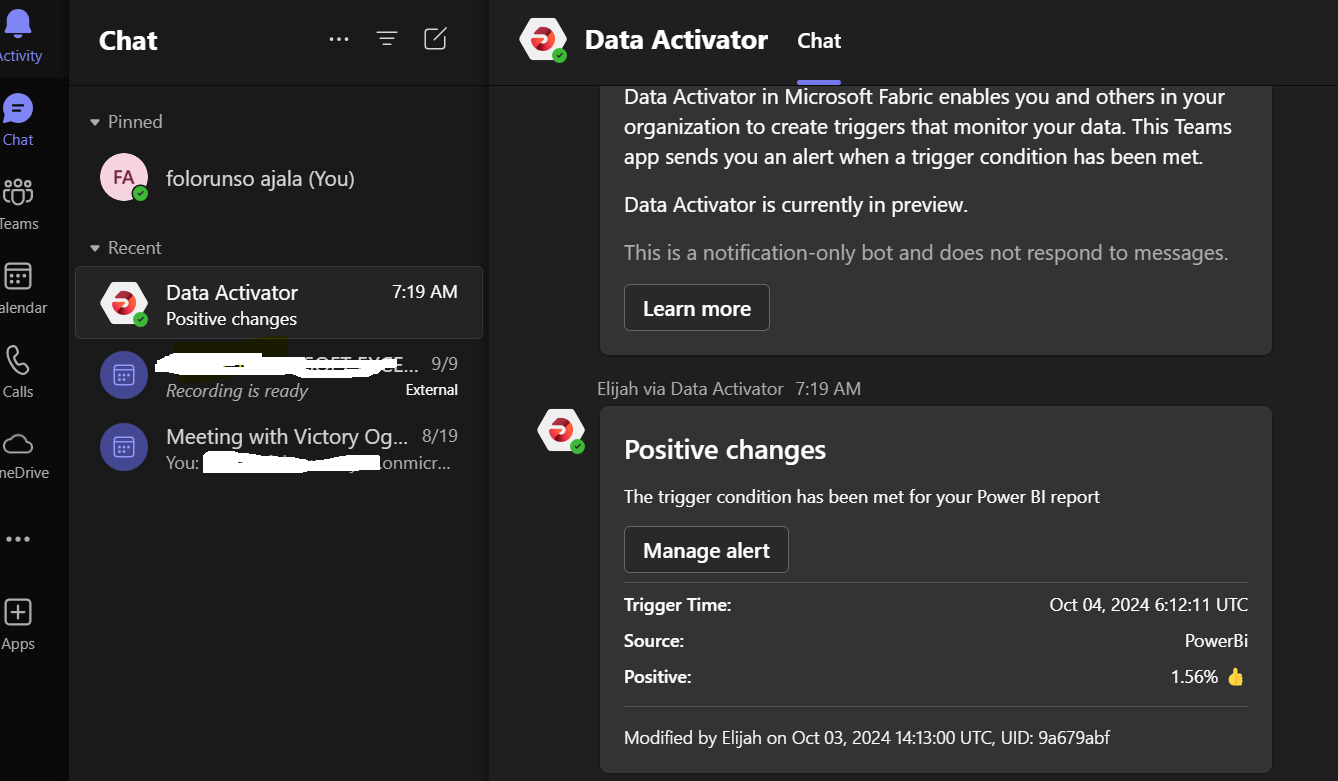 Activity
Chat
Teams
alendar
Calls
neDrive
Apps
Chat
Pinned
FA
folorunso ajala (You)
Recent
Data Activator 7:19 AM
Positive changes
9/9
Recording is ready External
Meeting with Victory Og... 8/19
You: .onmicr...
Data Activator Chat
Data Activator in Microsoft Fabric enables you and others in your
organization to create triggers that monitor your data. This Teams
app sends you an alert when a trigger condition has been met.
Data Activator is currently in preview.
This is a notification-only bot and does not respond to messages.
Learn more
Elijah via Data Activator 7:19 AM
Positive changes
The trigger condition has been met for your Power BI report
Manage alert
Trigger Time: Oct 04, 2024 6:12:11 UTC
Source: PowerBi
Positive: 1.56% 👍
Modified by Elijah on Oct 03, 2024 14:13:00 UTC, UID: 9a679abf